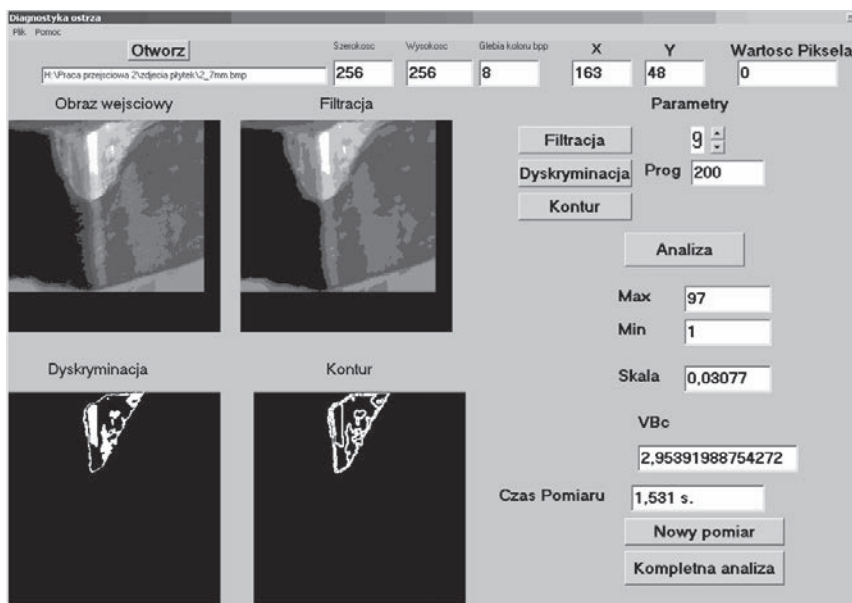 Diagnostyka ostrza
Plik Pomoc
Otworz
Szerokosc Wysokosc Glebia koloru bpp X Y Wartosc Piksela
H:\Praca przejsciowa 2\zdjecia płytek\2_7mm.bmp 256 256 8 163 48 0
Obraz wejsciowy Filtracja Parametry
Filtracja 9
Dyskryminacja Prog 200
Kontur
Analiza
Max 97
Min 1
Dyskryminacja Kontur
Skala 0,03077
VBc
2,95391988754272
Czas Pomiaru 1,531 s.
Nowy pomiar
Kompletna analiza